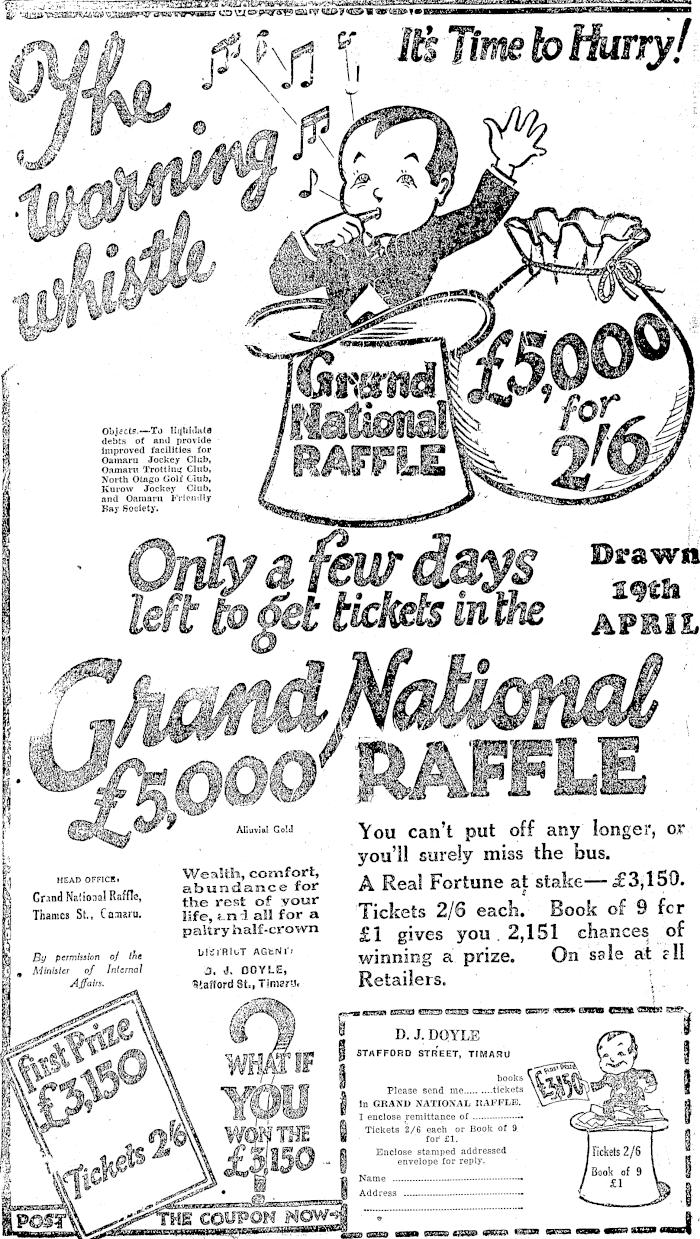 It's Time to Hurry!
The
warning
whistle
Grand
National
RAFFLE
£5,000
for
2'6
Objects.—To liquidate
debts of and provide
improved facilities for
Oamaru Jockey Club,
Oamaru Trotting Club,
North Otago Golf Club,
Kurow Jockey Club,
and Oamaru Friendly
Bay Society.
Only a few days
left to get tickets in the
Drawn
19th
APRIL
Grand National
£5,000 RAFFLE
Alluvial Gold
HEAD OFFICE,
Grand National Raffle,
Thames St., Oamaru.
By permission of the
Minister of Internal
Affairs.
Wealth, comfort,
abundance for
the rest of your
life, and all for a
paltry half-crown
DISTRICT AGENT:
D. J. DOYLE,
Stafford St., Timaru.
You can't put off any longer, or
you'll surely miss the bus.
A Real Fortune at stake— £3,150.
Tickets 2/6 each. Book of 9 for
£1 gives you 2,151 chances of
winning a prize. On sale at all
Retailers.
First Prize
£3,150
Tickets 2'6
?
WHAT IF
YOU
WON THE
£3,150
POST THE COUPON NOW
D. J. DOYLE
STAFFORD STREET, TIMARU
books
Please send me..... .....tickets
in GRAND NATIONAL RAFFLE.
I enclose remittance of ..............
Tickets 2/6 each or Book of 9
for £1.
Enclose stamped addressed
envelope for reply.
Name ..............................
Address ..............................
FIRST PRIZE
£3,150
Tickets 2/6
Book of 9
£1